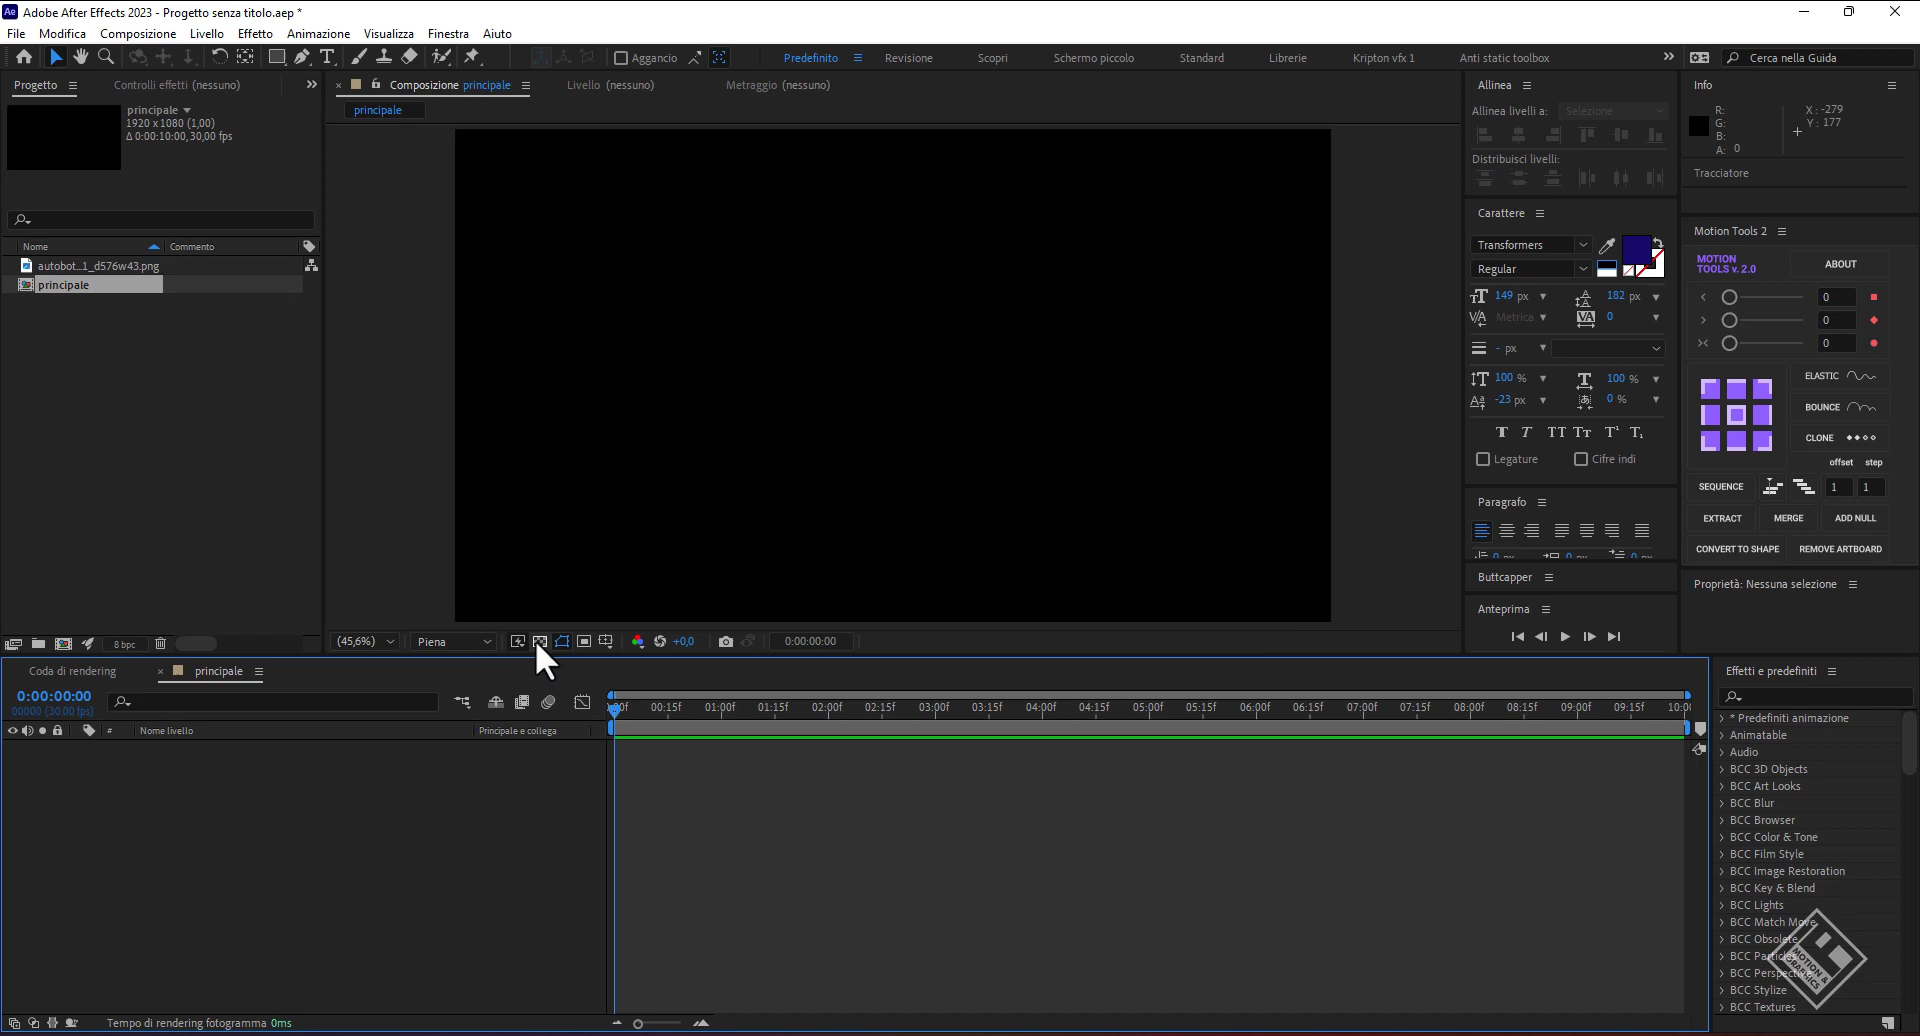 Adobe After Effects 2023 - Progetto senza titolo.aep *
File Modifica Composizione Livello Effetto Animazione Visualizza Finestra Aiuto
Aggancio Predefinito Revisione Scopri Schermo piccolo Standard Librerie Kripton vfx 1 Anti static toolbox Cerca nella Guida
Progetto Controlli effetti (nessuno)
principale
1920 x 1080 (1,00)
Δ 0:00:10:00, 30,00 fps
Nome Commento
autobot_...1_d576w43.png
principale
8 bpc
Composizione principale Livello (nessuno) Metraggio (nessuno)
principale
(45,6%) Piena +0,0 0:00:00:00
Allinea
Allinea livelli a: Selezione
Distribuisci livelli:
Carattere
Transformers
Regular
149 px 182 px
Metrica 0
- px
100 % 100 %
-23 px 0 %
Legature Cifre indi
Paragrafo
Buttcapper
Anteprima
Info
R: X: -279
G: Y: 177
B:
A: 0
Tracciatore
Motion Tools 2
MOTION TOOLS v. 2.0 ABOUT
0
0
0
ELASTIC
BOUNCE
CLONE
offset step
SEQUENCE 1 1
EXTRACT MERGE ADD NULL
CONVERT TO SHAPE REMOVE ARTBOARD
Proprietà: Nessuna selezione
Coda di rendering principale
0:00:00:00
00000 (30.00 fps)
00:15f 01:00f 01:15f 02:00f 02:15f 03:00f 03:15f 04:00f 04:15f 05:00f 05:15f 06:00f 06:15f 07:00f 07:15f 08:00f 08:15f 09:00f 09:15f
# Nome livello Principale e collega
Tempo di rendering fotogramma 0ms
Effetti e predefiniti
* Predefiniti animazione
Animatable
Audio
BCC 3D Objects
BCC Art Looks
BCC Blur
BCC Browser
BCC Color & Tone
BCC Film Style
BCC Image Restoration
BCC Key & Blend
BCC Lights
BCC Match Move
BCC Obsolete
BCC Particles
BCC Perspective
BCC Stylize
BCC Textures